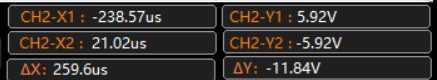 CH2-X1 : -238.57us CH2-Y1 : 5.92V
CH2-X2 : 21.02us CH2-Y2 : -5.92V
ΔX: 259.6us ΔY: -11.84V